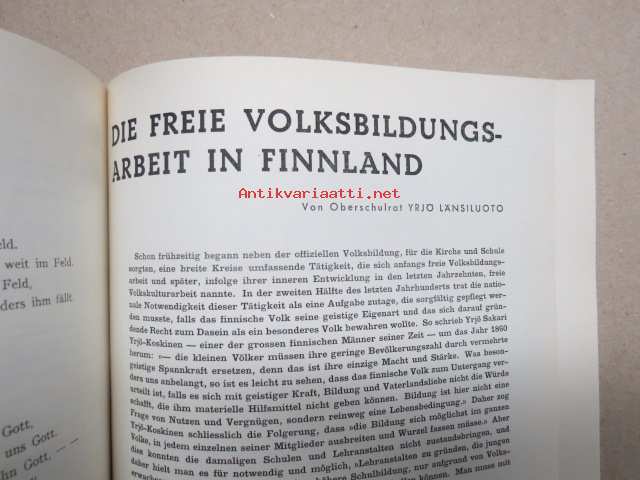 eld.
weit im Feld.
Feld,
ders ihm fällt.
Gott,
uns Gott.
hn Gott. — —
DIE FREIE VOLKSBILDUNGS-
ARBEIT IN FINNLAND
Antikvariaatti.net
Von Oberschulrat YRJÖ LÄNSILUOTO
Schon frühzeitig begann neben der offiziellen Volksbildung, für die Kirche und Schule
sorgten, eine breite Kreise umfassende Tätigkeit, die sich anfangs freie Volksbildungs-
arbeit und später, infolge ihrer inneren Entwicklung in den letzten Jahrzehnten, freie
Volkskulturarbeit nannte. In der zweiten Hälfte des letzten Jahrhunderts trat die natio-
nale Notwendigkeit dieser Tätigkeit als eine Aufgabe zutage, die sorgfältig gepflegt wer-
den musste, falls das finnische Volk seine geistige Eigenart und das sich darauf grün-
dende Recht zum Dasein als ein besonderes Volk bewahren wollte. So schrieb Yrjö Sakari
Yrjö-Koskinen — einer der grossen finnischen Männer seiner Zeit — um das Jahr 1860
herum: »— die kleinen Völker müssen ihre geringe Bevölkerungszahl durch vermehrte
geistige Spannkraft ersetzen, denn das ist ihre einzige Macht und Stärke. Was beson-
ders uns anbelangt, so ist es leicht zu sehen, dass das finnische Volk zum Untergang ver-
urteilt ist, falls es sich mit geistiger Kraft, Bildung und Vaterlandsliebe nicht die Würde
schafft, die ihm materielle Hilfsmittel nicht geben können. Bildung ist hier nicht eine
Frage von Nutzen und Vergnügen, sondern reinweg eine Lebensbedingung.» Daher zog
Yrjö-Koskinen schliesslich die Folgerung, dass »die Bildung sich möglichst im ganzen
Volke, in jedem einzelnen seiner Mitglieder ausbreiten und Wurzel fassen müsse.» Aber
dies konnten die damaligen Schulen und Lehranstalten nicht zustandebringen, und
daher hielt man es für notwendig und möglich, »Lehranstalten zu gründen, die jungen
höhere Schulbildung, nur aufgrund von Volks-
können. Man muss mit